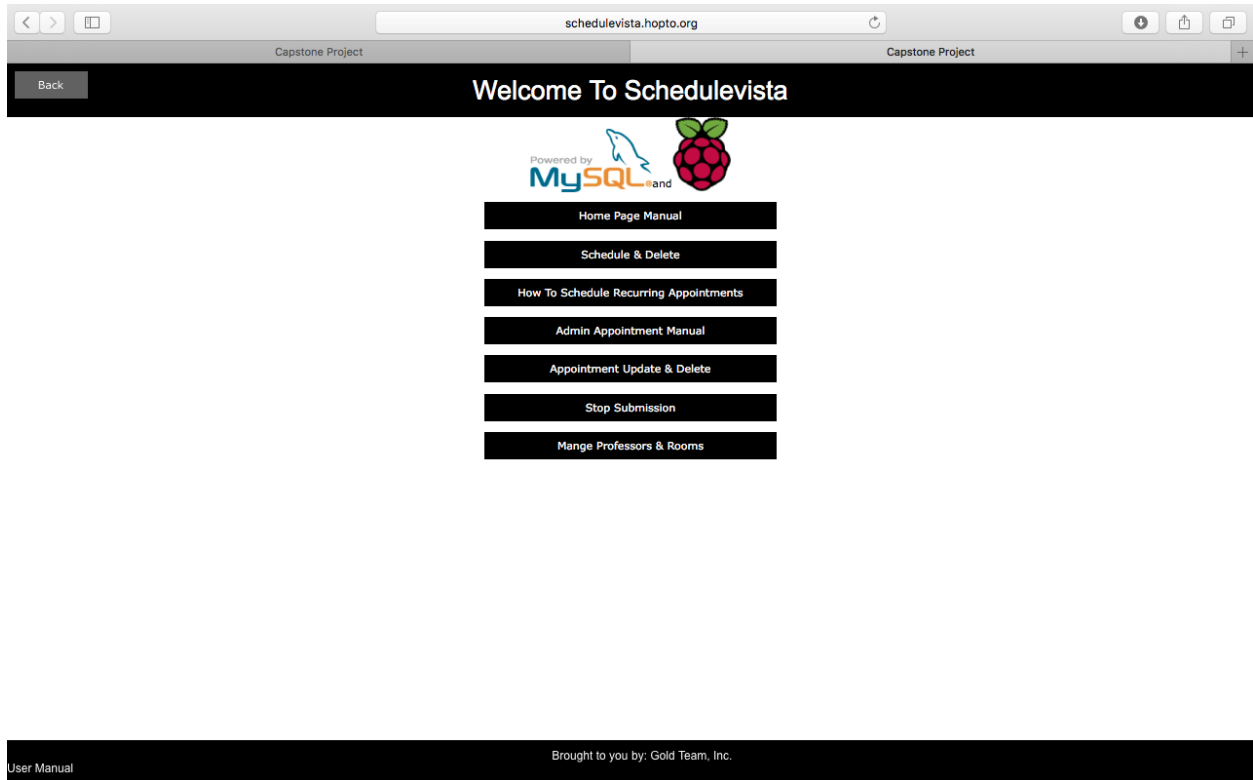 schedulevista.hopto.org
Capstone Project
Capstone Project
Back
Welcome To Schedulevista
Powered by
MySQL® and
Home Page Manual
Schedule & Delete
How To Schedule Recurring Appointments
Admin Appointment Manual
Appointment Update & Delete
Stop Submission
Mange Professors & Rooms
Brought to you by: Gold Team, Inc.
User Manual